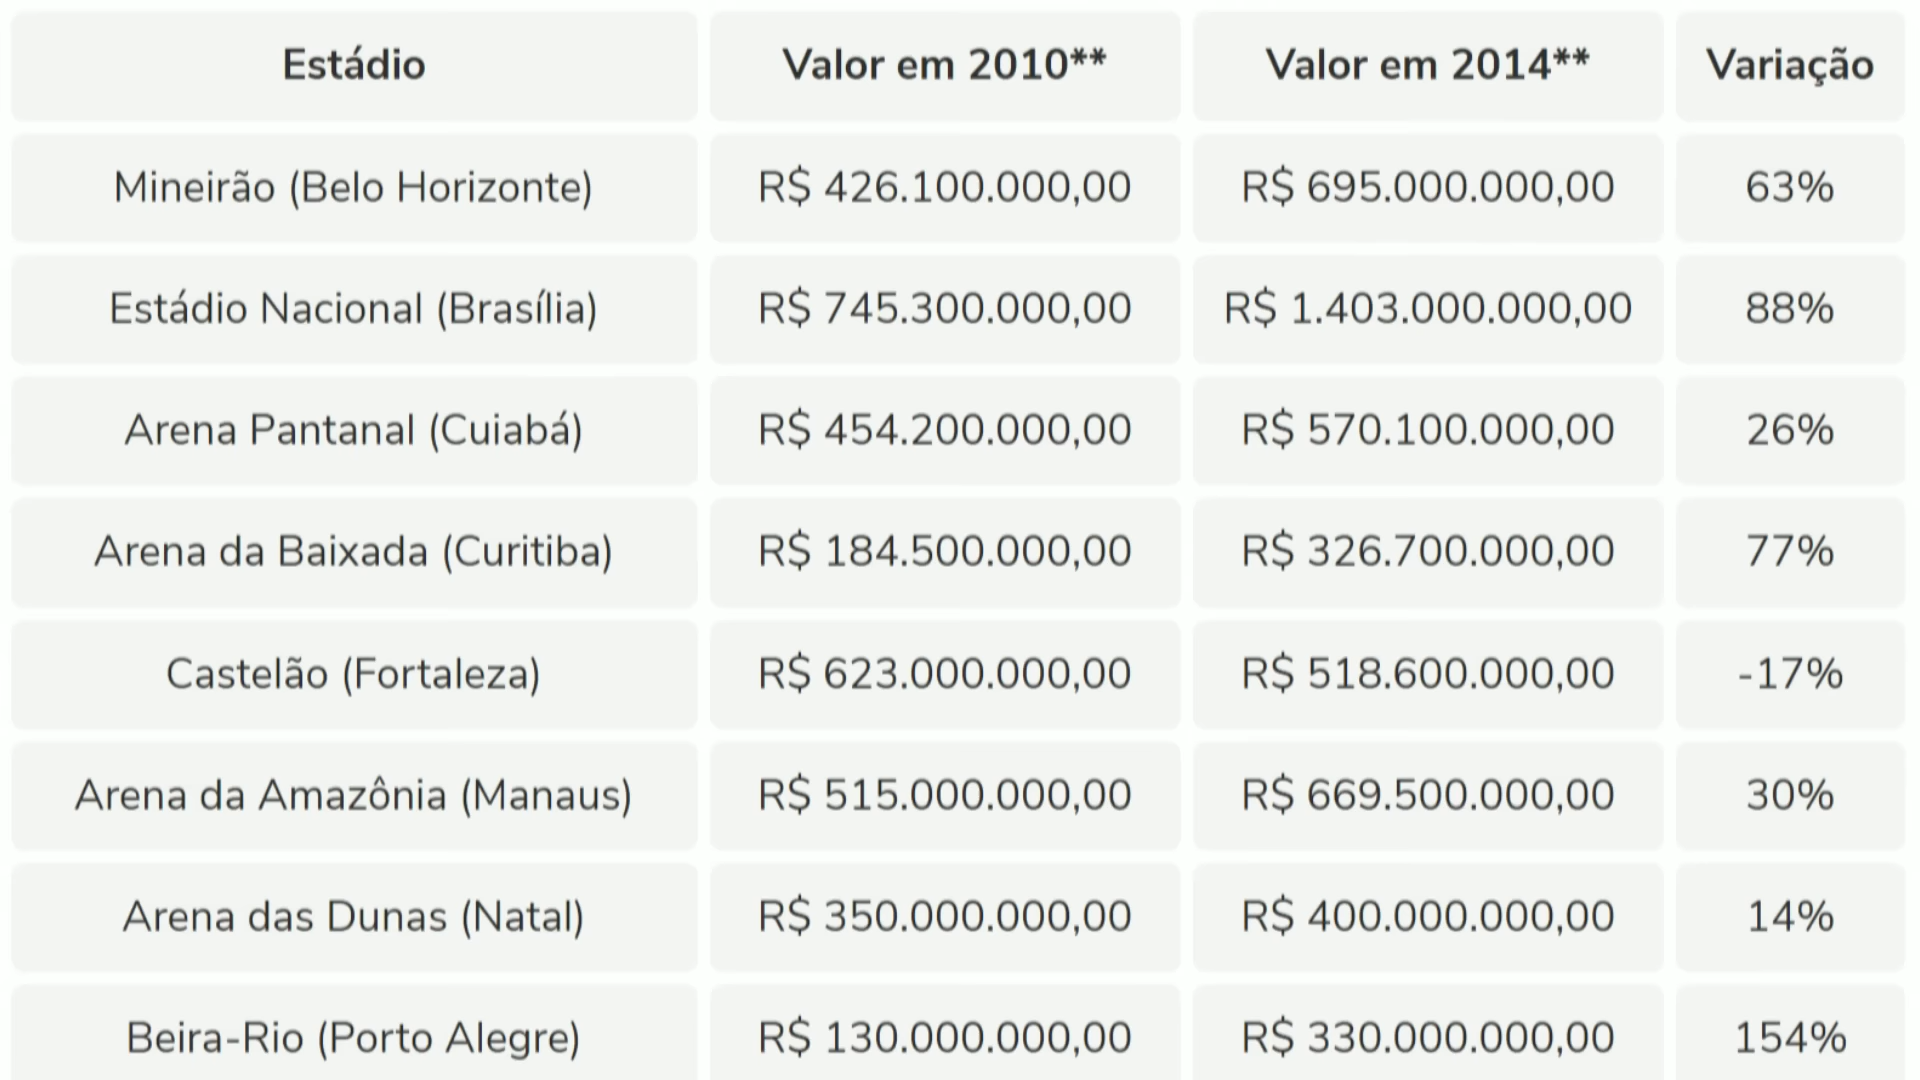 Estádio Valor em 2010** Valor em 2014** Variação
Mineirão (Belo Horizonte) R$ 426.100.000,00 R$ 695.000.000,00 63%
Estádio Nacional (Brasília) R$ 745.300.000,00 R$ 1.403.000.000,00 88%
Arena Pantanal (Cuiabá) R$ 454.200.000,00 R$ 570.100.000,00 26%
Arena da Baixada (Curitiba) R$ 184.500.000,00 R$ 326.700.000,00 77%
Castelão (Fortaleza) R$ 623.000.000,00 R$ 518.600.000,00 -17%
Arena da Amazônia (Manaus) R$ 515.000.000,00 R$ 669.500.000,00 30%
Arena das Dunas (Natal) R$ 350.000.000,00 R$ 400.000.000,00 14%
Beira-Rio (Porto Alegre) R$ 130.000.000,00 R$ 330.000.000,00 154%